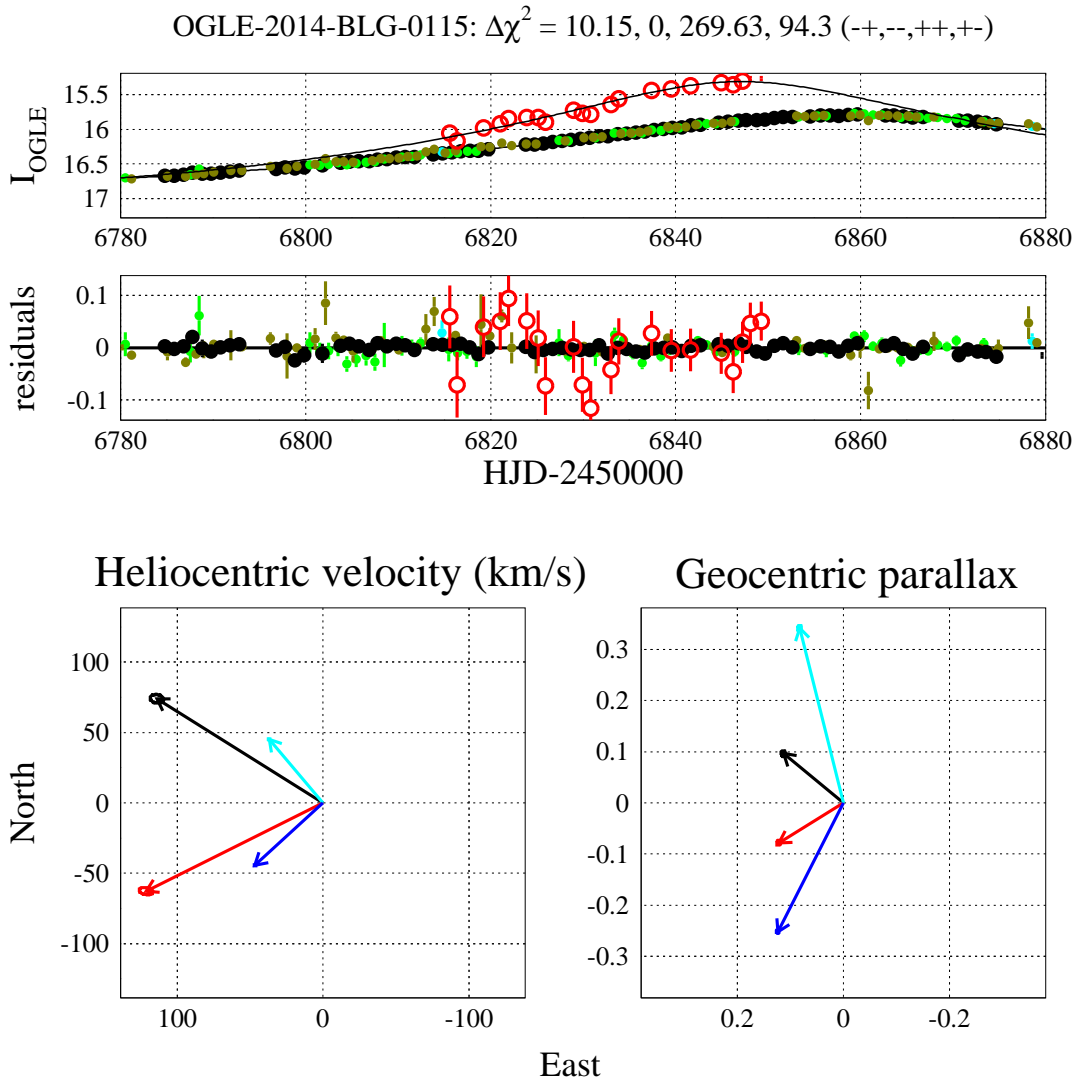 OGLE-2014-BLG-0115: Δχ² = 10.15, 0, 269.63, 94.3 (-+,--,++,+-)
I_OGLE
15.5
16
16.5
17
6780 6800 6820 6840 6860 6880
residuals
0.1
0
-0.1
6780 6800 6820 6840 6860 6880
HJD-2450000
Heliocentric velocity (km/s)
Geocentric parallax
North
100
50
0
-50
-100
100 0 -100
0.3
0.2
0.1
0
-0.1
-0.2
-0.3
0.2 0 -0.2
East